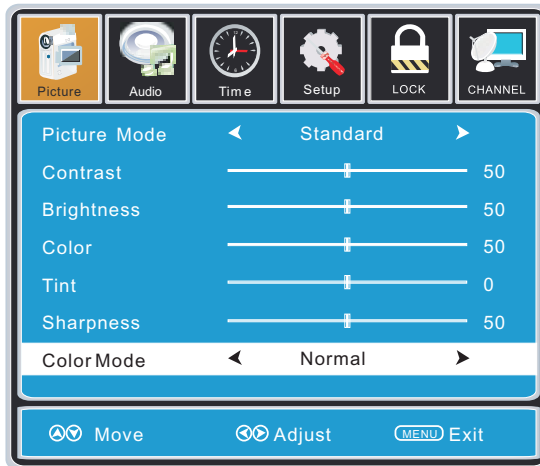 Picture Audio Time Setup LOCK CHANNEL
Picture Mode Standard
Contrast 50
Brightness 50
Color 50
Tint 0
Sharpness 50
Color Mode Normal
Move Adjust MENU Exit